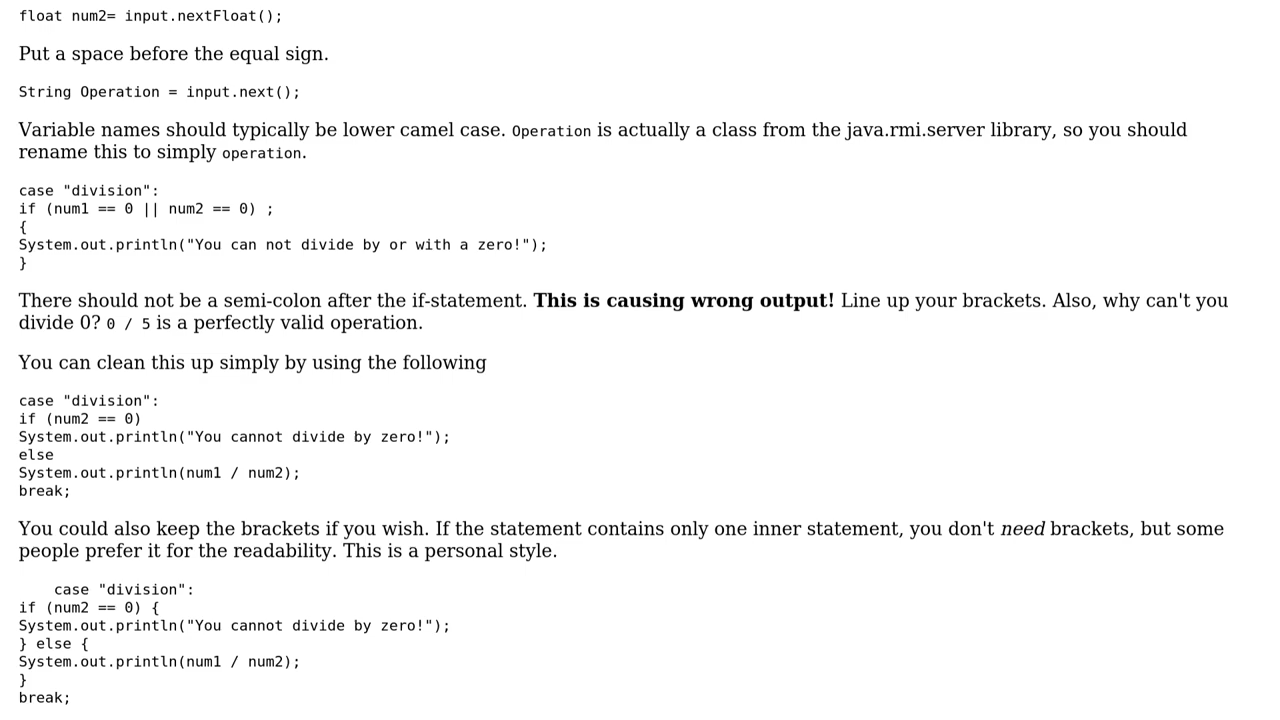 float num2= input.nextFloat();
Put a space before the equal sign.
String Operation = input.next();
Variable names should typically be lower camel case. Operation is actually a class from the java.rmi.server library, so you should
rename this to simply operation.
case "division":
if (num1 == 0 || num2 == 0) ;
{
System.out.println("You can not divide by or with a zero!");
}
There should not be a semi-colon after the if-statement. This is causing wrong output! Line up your brackets. Also, why can't you
divide 0? 0 / 5 is a perfectly valid operation.
You can clean this up simply by using the following
case "division":
if (num2 == 0)
System.out.println("You cannot divide by zero!");
else
System.out.println(num1 / num2);
break;
You could also keep the brackets if you wish. If the statement contains only one inner statement, you don't need brackets, but some
people prefer it for the readability. This is a personal style.
case "division":
if (num2 == 0) {
System.out.println("You cannot divide by zero!");
} else {
System.out.println(num1 / num2);
}
break;